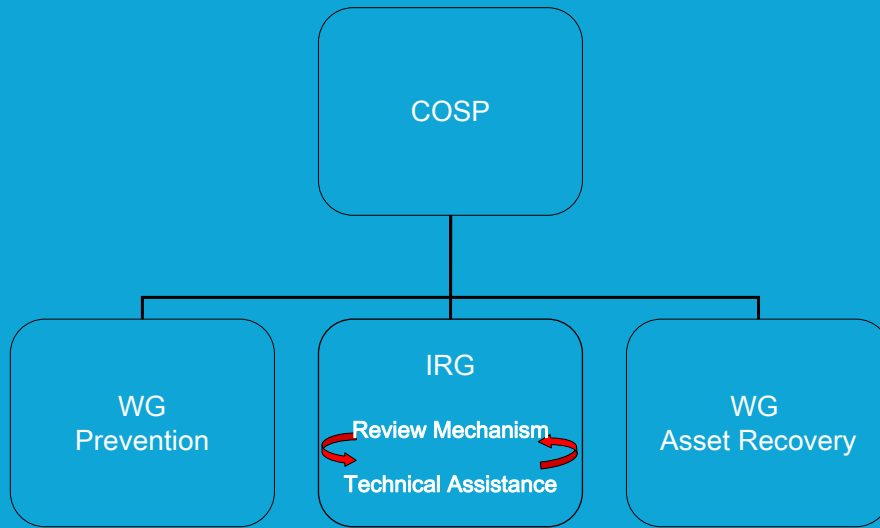 COSP
WG
Prevention
IRG
Review Mechanism
Technical Assistance
WG
Asset Recovery